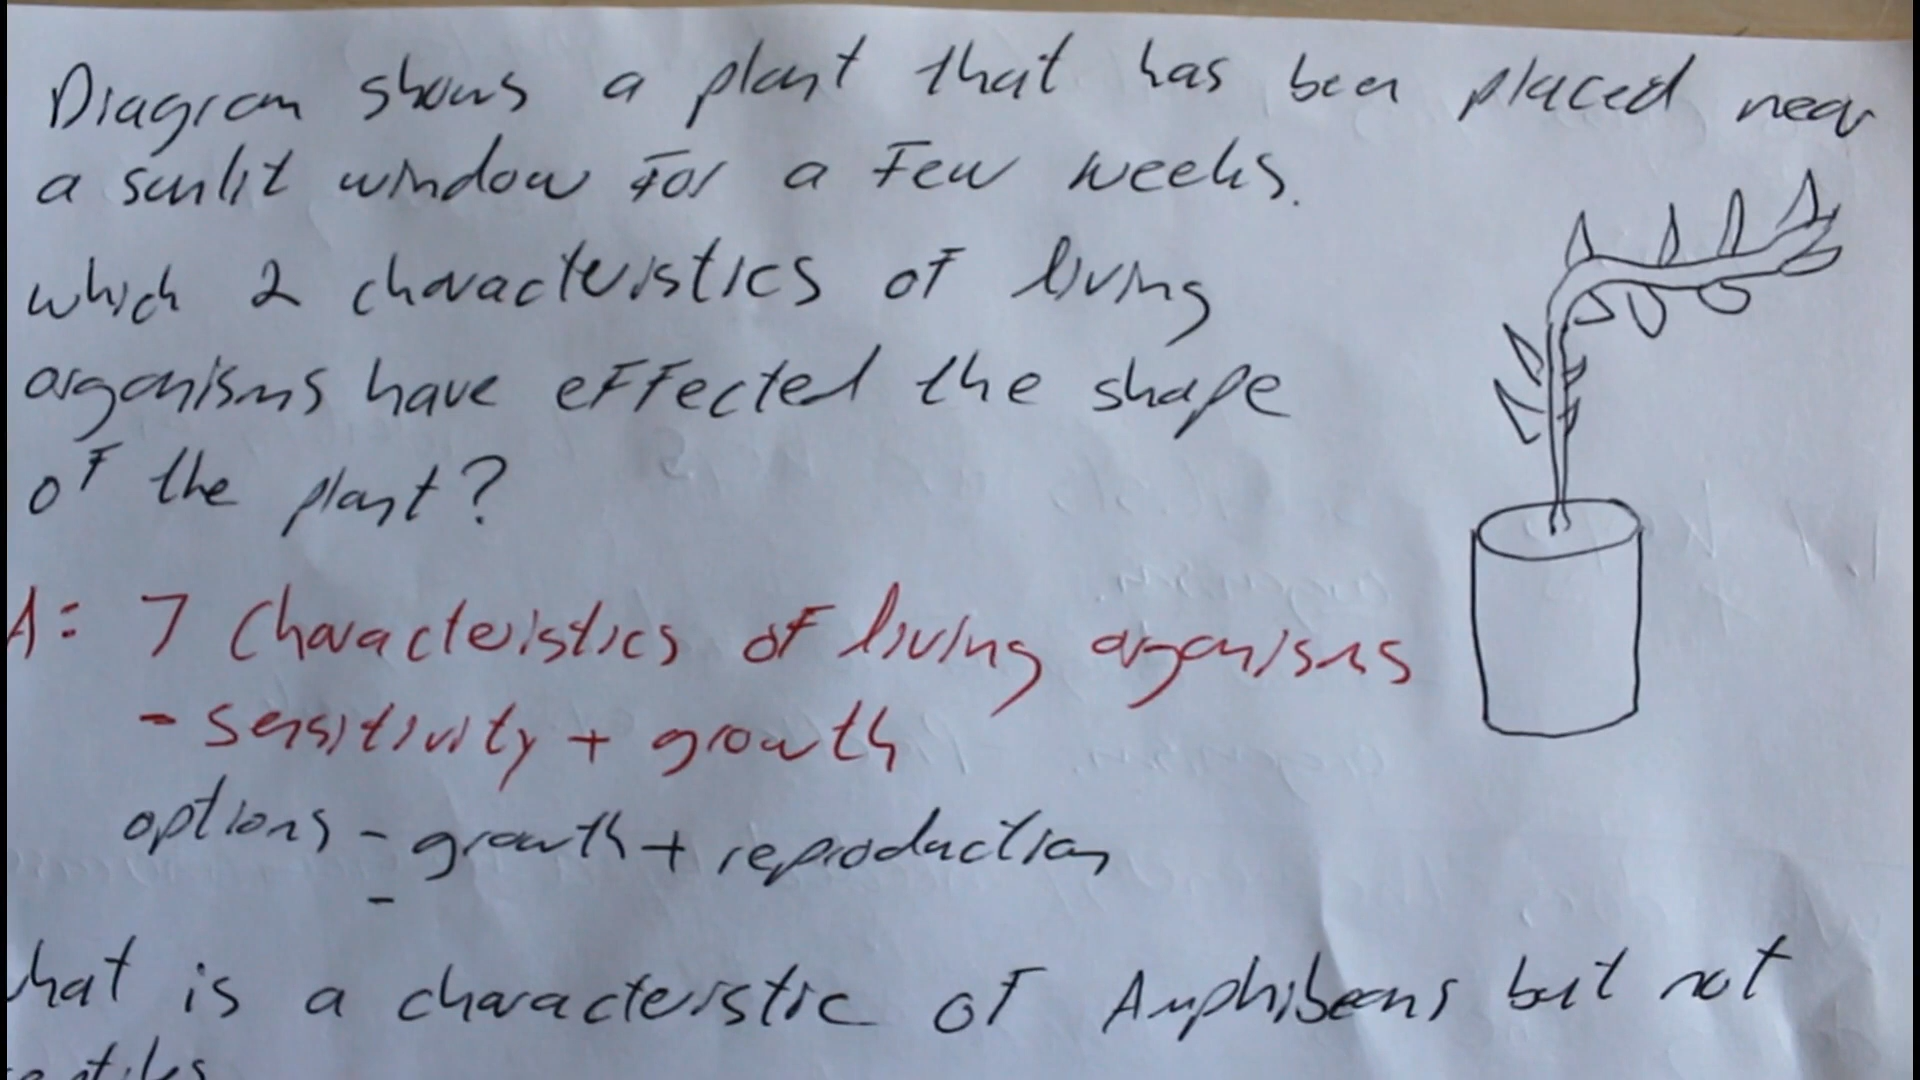 Diagram shows a plant that has been placed near
a sunlit window for a few weeks.
which 2 characteristics of living
organisms have effected the shape
of the plant?
A: 7 Characteristics of living organisms
- sensitivity + growth
options - growth + reproduction
-
hat is a characteristic of Amphibeans but not